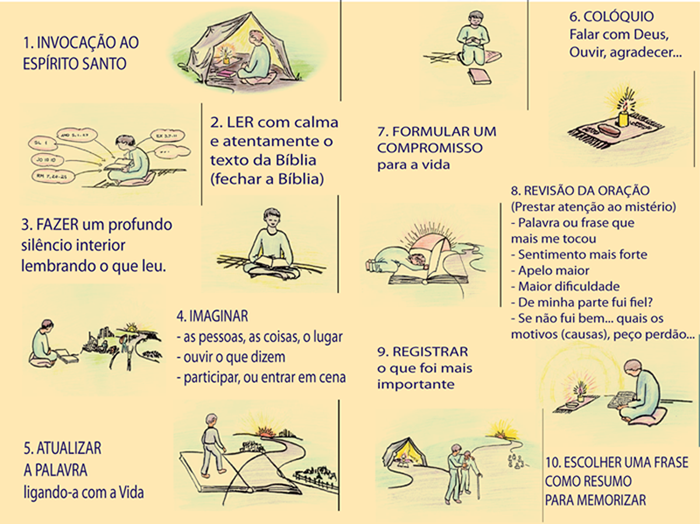 1. INVOCAÇÃO AO
ESPÍRITO SANTO
2. LER com calma
e atentamente o
texto da Bíblia
(fechar a Bíblia)
3. FAZER um profundo
silêncio interior
lembrando o que leu.
4. IMAGINAR
- as pessoas, as coisas, o lugar
- ouvir o que dizem
- participar, ou entrar em cena
5. ATUALIZAR
A PALAVRA
ligando-a com a Vida
6. COLÓQUIO
Falar com Deus,
Ouvir, agradecer...
7. FORMULAR UM
COMPROMISSO
para a vida
8. REVISÃO DA ORAÇÃO
(Prestar atenção ao mistério)
- Palavra ou frase que
mais me tocou
- Sentimento mais forte
- Apelo maior
- Maior dificuldade
- De minha parte fui fiel?
- Se não fui bem... quais os
motivos (causas), peço perdão...
9. REGISTRAR
o que foi mais
importante
10. ESCOLHER UMA FRASE
COMO RESUMO
PARA MEMORIZAR